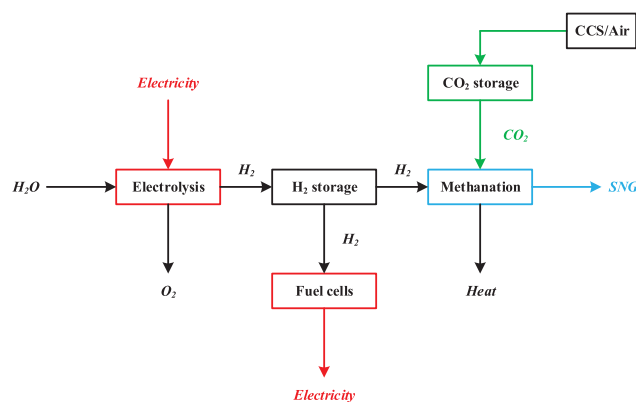 CCS/Air
CO₂ storage
Electricity
CO₂
H₂O
Electrolysis
H₂
H₂ storage
H₂
Methanation
SNG
H₂
O₂
Fuel cells
Heat
Electricity